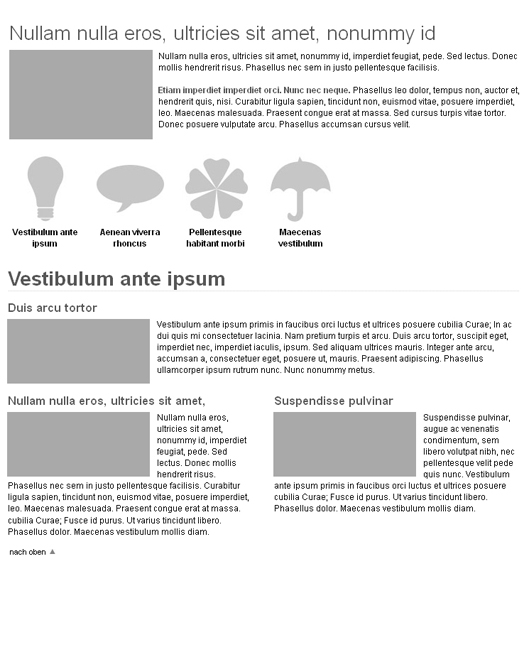 Nullam nulla eros, ultricies sit amet, nonummy id
Nullam nulla eros, ultricies sit amet, nonummy id, imperdiet feugiat, pede. Sed lectus. Donec
mollis hendrerit risus. Phasellus nec sem in justo pellentesque facilisis.
Etiam imperdiet imperdiet orci. Nunc nec neque. Phasellus leo dolor, tempus non, auctor et,
hendrerit quis, nisi. Curabitur ligula sapien, tincidunt non, euismod vitae, posuere imperdiet,
leo. Maecenas malesuada. Praesent congue erat at massa. Sed cursus turpis vitae tortor.
Donec posuere vulputate arcu. Phasellus accumsan cursus velit.
Vestibulum ante
ipsum
Aenean viverra
rhoncus
Pellentesque
habitant morbi
Maecenas
vestibulum
Vestibulum ante ipsum
Duis arcu tortor
Vestibulum ante ipsum primis in faucibus orci luctus et ultrices posuere cubilia Curae; In ac
dui quis mi consectetuer lacinia. Nam pretium turpis et arcu. Duis arcu tortor, suscipit eget,
imperdiet nec, imperdiet iaculis, ipsum. Sed aliquam ultrices mauris. Integer ante arcu,
accumsan a, consectetuer eget, posuere ut, mauris. Praesent adipiscing. Phasellus
ullamcorper ipsum rutrum nunc. Nunc nonummy metus.
Nullam nulla eros, ultricies sit amet,
Nullam nulla eros,
ultricies sit amet,
nonummy id, imperdiet
feugiat, pede. Sed
lectus. Donec mollis
hendrerit risus.
Phasellus nec sem in justo pellentesque facilisis. Curabitur
ligula sapien, tincidunt non, euismod vitae, posuere imperdiet,
leo. Maecenas malesuada. Praesent congue erat at massa.
cubilia Curae; Fusce id purus. Ut varius tincidunt libero.
Phasellus dolor. Maecenas vestibulum mollis diam.
Suspendisse pulvinar
Suspendisse pulvinar,
augue ac venenatis
condimentum, sem
libero volutpat nibh, nec
pellentesque velit pede
quis nunc. Vestibulum
ante ipsum primis in faucibus orci luctus et ultrices posuere
cubilia Curae; Fusce id purus. Ut varius tincidunt libero.
Phasellus dolor. Maecenas vestibulum mollis diam.
nach oben